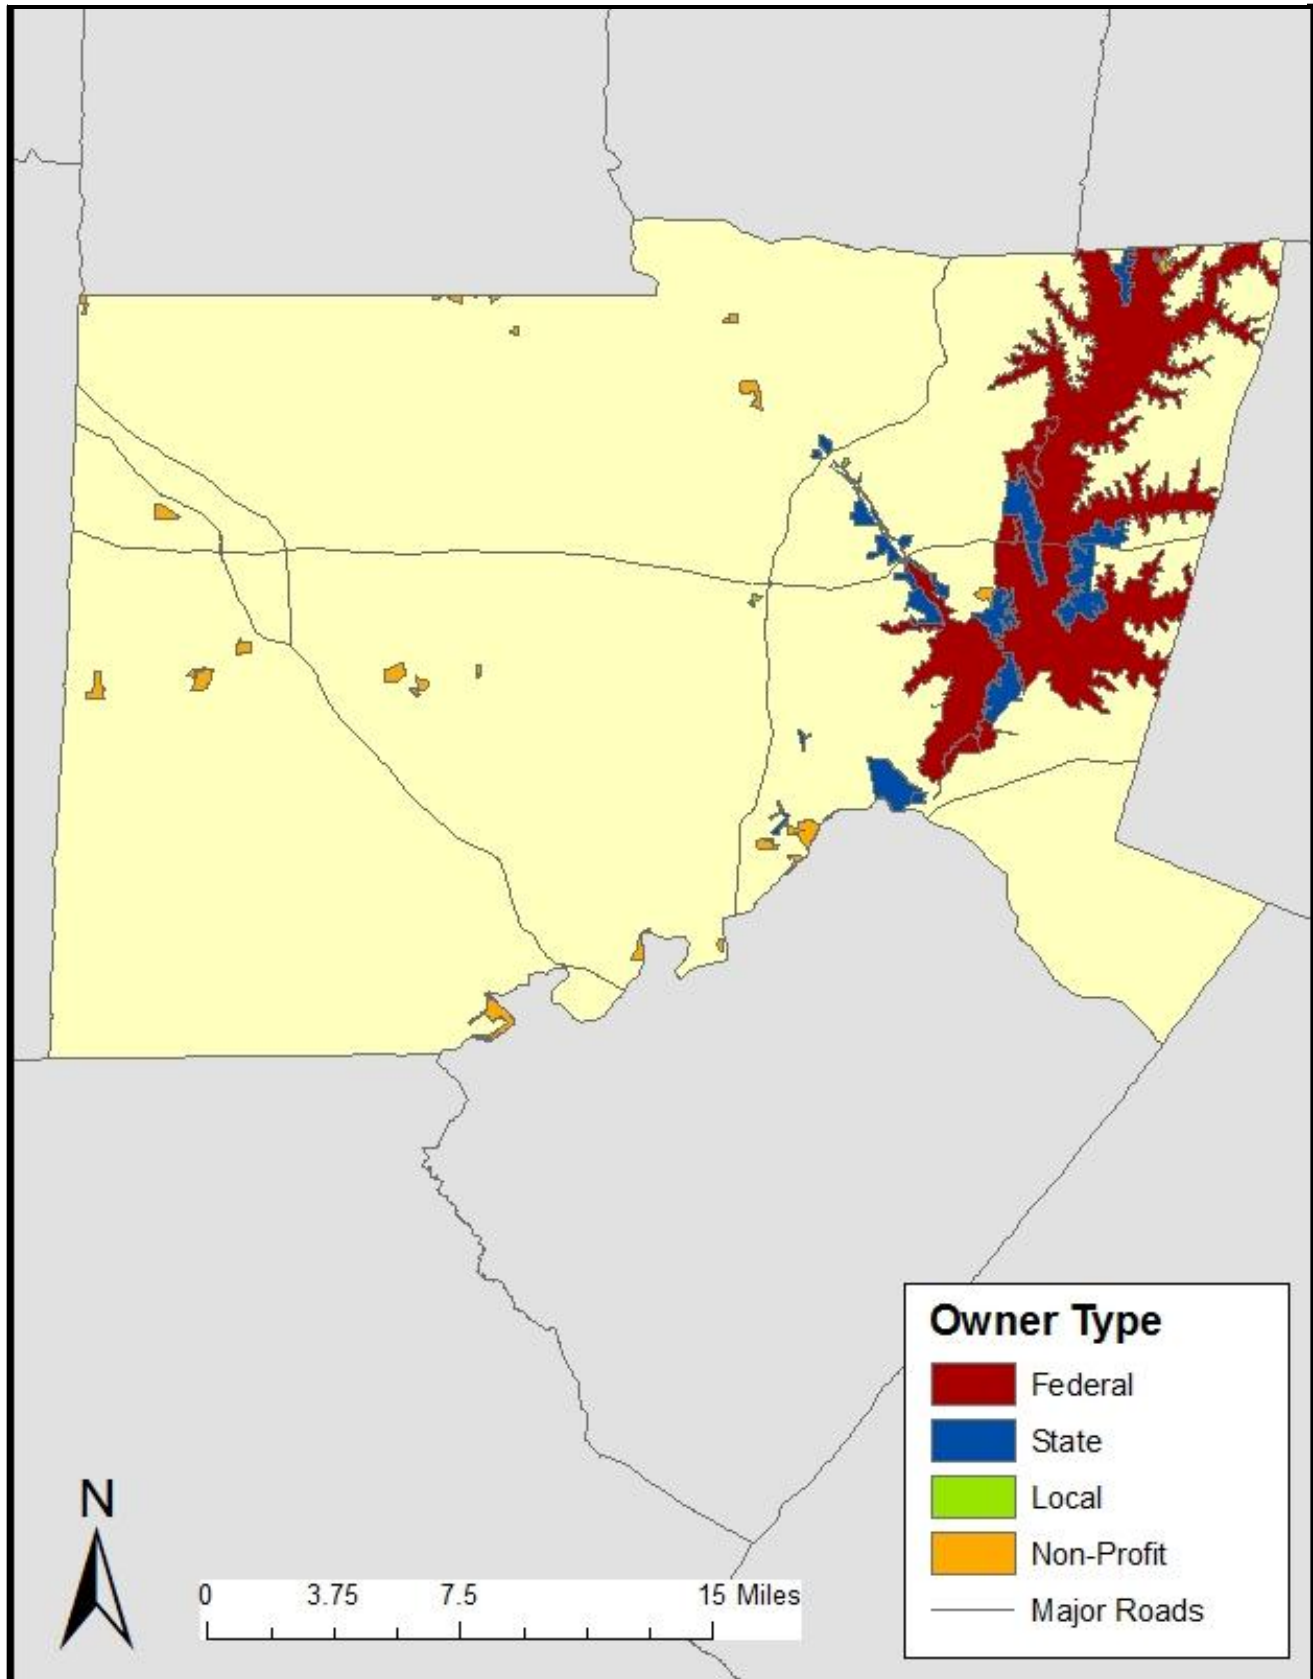 Owner Type
Federal
State
Local
Non-Profit
Major Roads
N
0 3.75 7.5 15 Miles